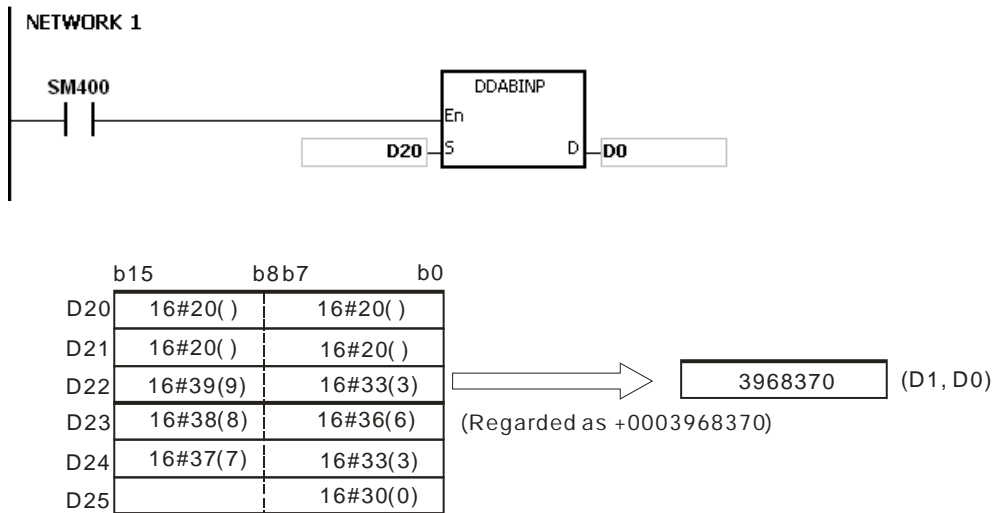 NETWORK 1
SM400
DDABINP
En
D20 S D D0
b15 b8 b7 b0
D20 16#20( ) 16#20( )
D21 16#20( ) 16#20( )
D22 16#39(9) 16#33(3) 3968370 (D1, D0)
D23 16#38(8) 16#36(6) (Regarded as +0003968370)
D24 16#37(7) 16#33(3)
D25 16#30(0)